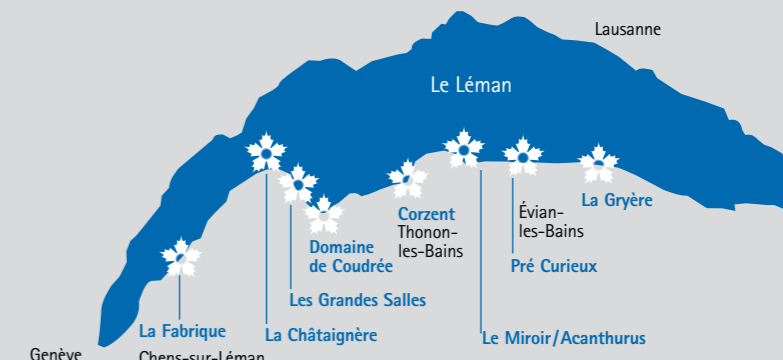 Lausanne
Le Léman
La Gryère
Corzent
Thonon-
les-Bains
Évian-
les-Bains
Domaine
de Coudrée
Pré Curieux
Les Grandes Salles
La Fabrique
La Châtaignère
Le Miroir/Acanthurus
Genève
Chens-sur-Léman